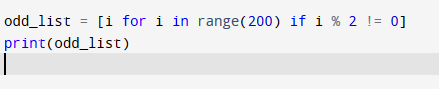 odd_list = [i for i in range(200) if i % 2 != 0]
print(odd_list)